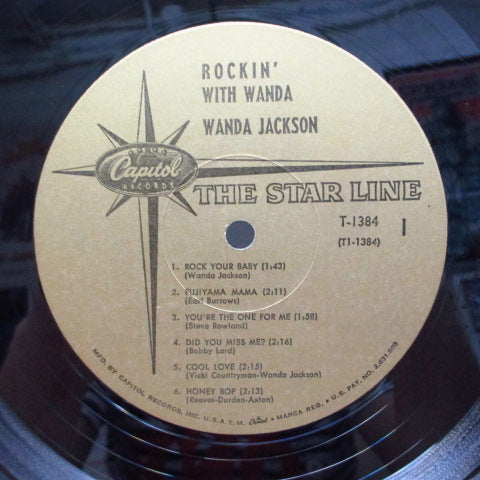 ROCKIN'
WITH WANDA
WANDA JACKSON
Capitol
RECORDS
THE STAR LINE
T-1384
1
(T1-1384)
1. ROCK YOUR BABY (1:43)
(Wanda Jackson)
2. FUJIYAMA MAMA (2:11)
(Earl Burrows)
3. YOU'RE THE ONE FOR ME (1:58)
(Steve Rowland)
4. DID YOU MISS ME? (2:16)
(Bobby Lord)
5. COOL LOVE (2:15)
(Vicki Countryman-Wanda Jackson)
6. HONEY BOP (2:13)
(Reeves-Durden-Axton)
MFD. BY CAPITOL RECORDS, INC. U.S.A. T.M. Capitol • MARCA REG. • U.S. PAT. NO. 2,631,859